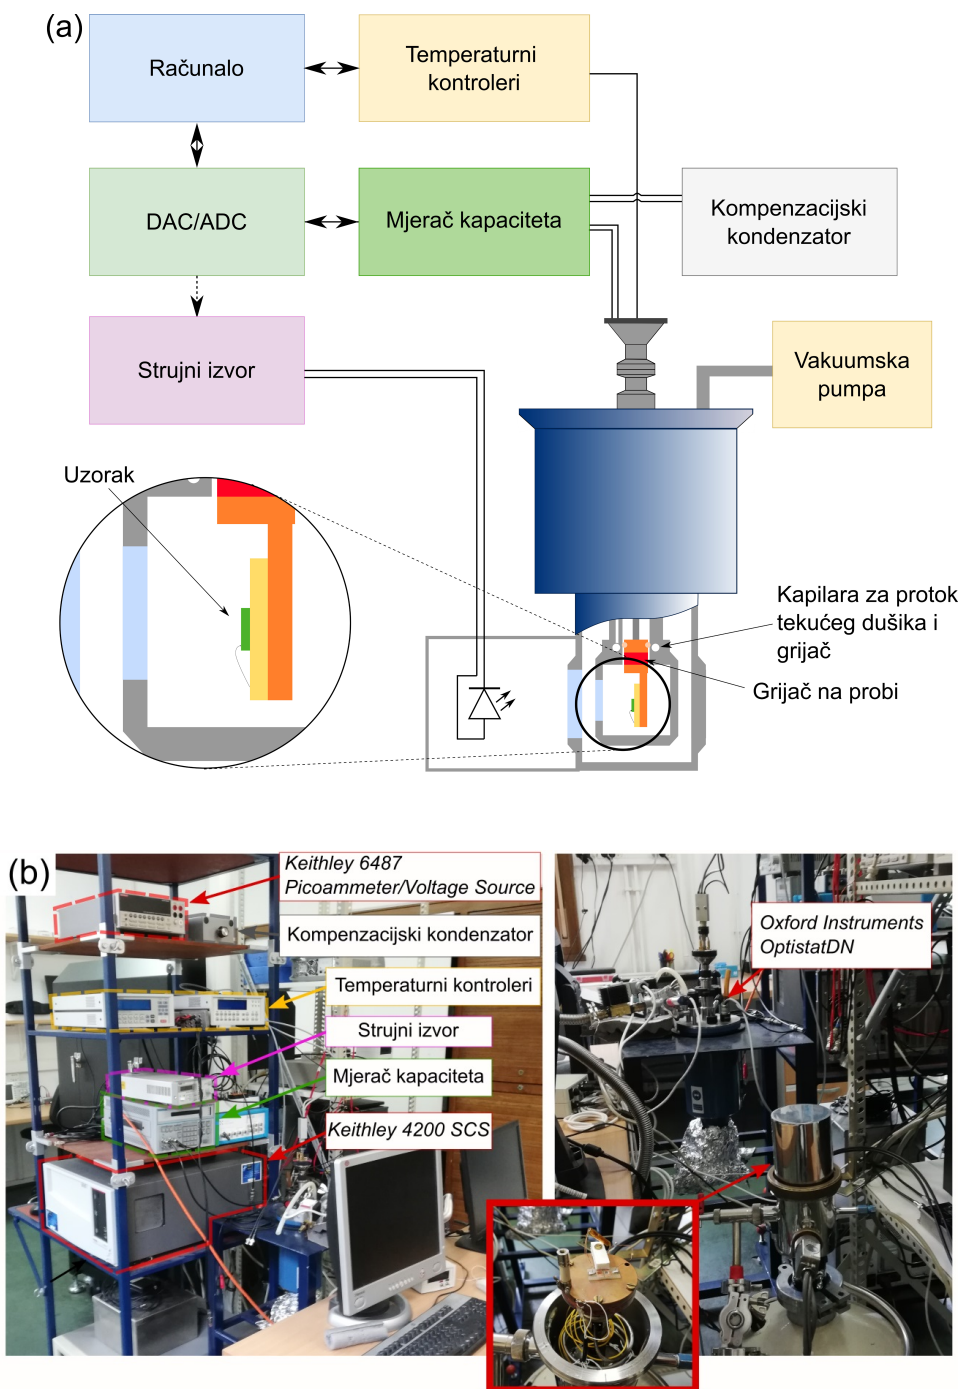 (a)
Računalo
Temperaturni
kontroleri
DAC/ADC
Mjerač kapaciteta
Kompenzacijski
kondenzator
Strujni izvor
Vakuumska
pumpa
Uzorak
Kapilara za protok
tekućeg dušika i
grijač
Grijač na probi
(b)
Keithley 6487
Picoammeter/Voltage Source
Kompenzacijski kondenzator
Temperaturni kontroleri
Strujni izvor
Mjerač kapaciteta
Keithley 4200 SCS
Oxford Instruments
OptistatDN